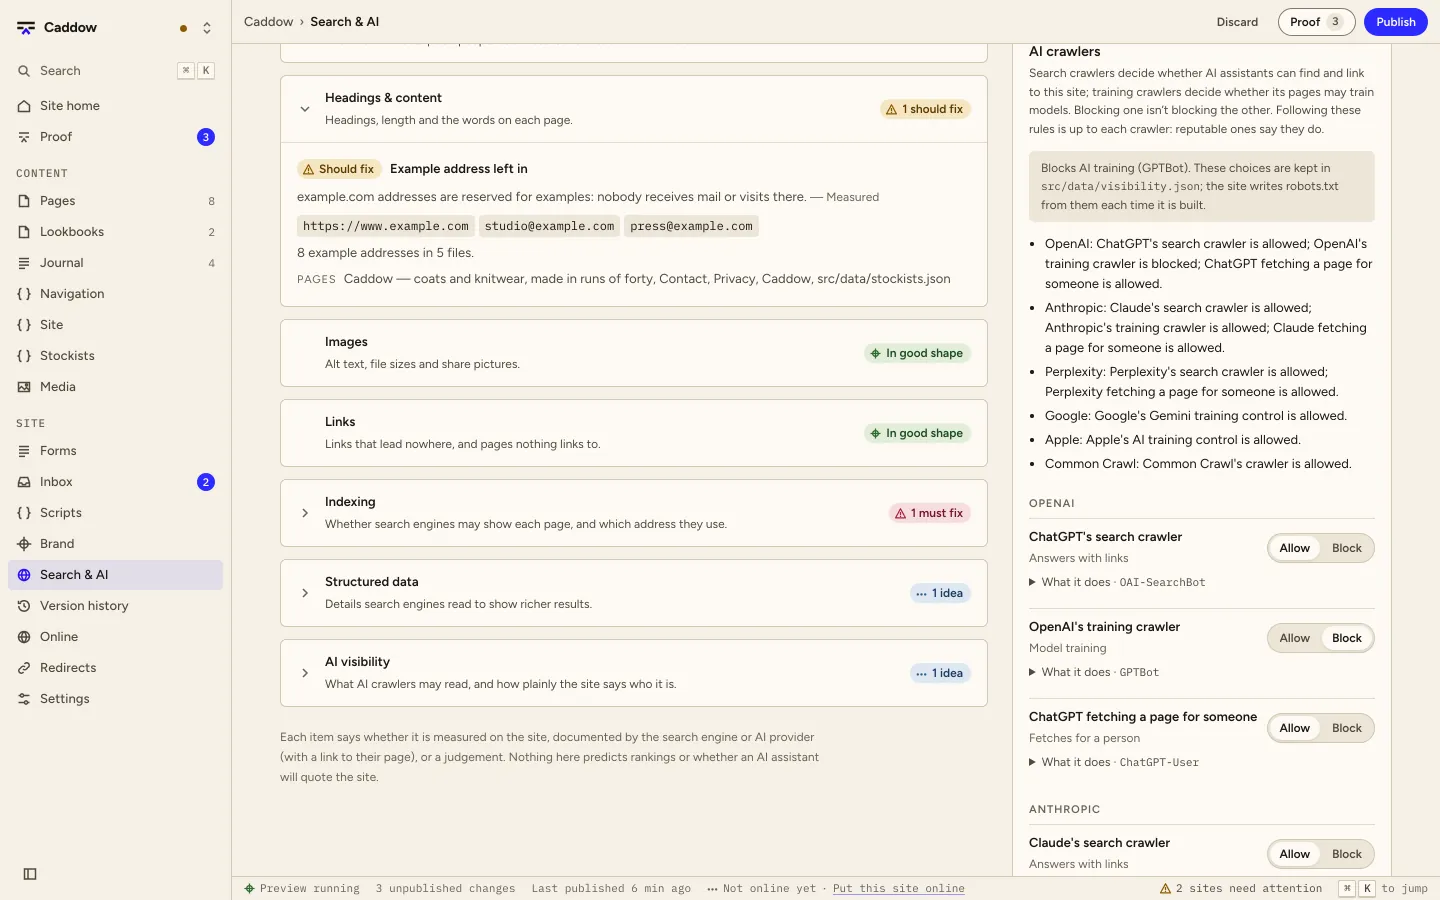 Caddow
Search ⌘ K
Site home
Proof 3
CONTENT
Pages 8
Lookbooks 2
Journal 4
Navigation
Site
Stockists
Media
SITE
Forms
Inbox 2
Scripts
Brand
Search & AI
Version history
Online
Redirects
Settings
Caddow › Search & AI
Discard
Proof 3
Publish
Headings & content
Headings, length and the words on each page.
1 should fix
Should fix Example address left in
example.com addresses are reserved for examples: nobody receives mail or visits there. — Measured
https://www.example.com studio@example.com press@example.com
8 example addresses in 5 files.
PAGES Caddow — coats and knitwear, made in runs of forty, Contact, Privacy, Caddow, src/data/stockists.json
Images
Alt text, file sizes and share pictures.
In good shape
Links
Links that lead nowhere, and pages nothing links to.
In good shape
Indexing
Whether search engines may show each page, and which address they use.
1 must fix
Structured data
Details search engines read to show richer results.
1 idea
AI visibility
What AI crawlers may read, and how plainly the site says who it is.
1 idea
Each item says whether it is measured on the site, documented by the search engine or AI provider
(with a link to their page), or a judgement. Nothing here predicts rankings or whether an AI assistant
will quote the site.
AI crawlers
Search crawlers decide whether AI assistants can find and link
to this site; training crawlers decide whether its pages may train
models. Blocking one isn’t blocking the other. Following these
rules is up to each crawler: reputable ones say they do.
Blocks AI training (GPTBot). These choices are kept in
src/data/visibility.json; the site writes robots.txt
from them each time it is built.
• OpenAI: ChatGPT's search crawler is allowed; OpenAI's
training crawler is blocked; ChatGPT fetching a page for
someone is allowed.
• Anthropic: Claude's search crawler is allowed;
Anthropic's training crawler is allowed; Claude fetching
a page for someone is allowed.
• Perplexity: Perplexity's search crawler is allowed;
Perplexity fetching a page for someone is allowed.
• Google: Google's Gemini training control is allowed.
• Apple: Apple's AI training control is allowed.
• Common Crawl: Common Crawl's crawler is allowed.
OPENAI
ChatGPT's search crawler
Answers with links
Allow Block
What it does · OAI-SearchBot
OpenAI's training crawler
Model training
Allow Block
What it does · GPTBot
ChatGPT fetching a page for someone
Fetches for a person
Allow Block
What it does · ChatGPT-User
ANTHROPIC
Claude's search crawler
Answers with links
Allow Block
Preview running 3 unpublished changes Last published 6 min ago ··· Not online yet · Put this site online
2 sites need attention ⌘ K to jump